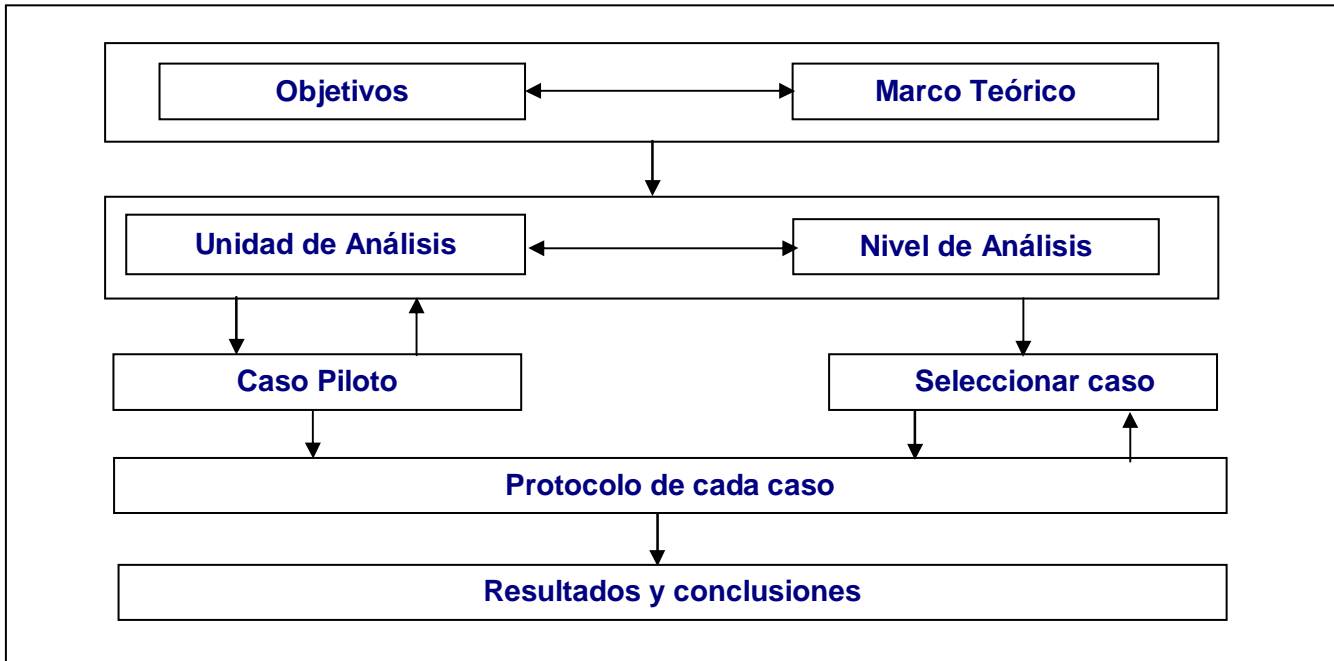 Objetivos
Marco Teórico
Unidad de Análisis
Nivel de Análisis
Caso Piloto
Seleccionar caso
Protocolo de cada caso
Resultados y conclusiones